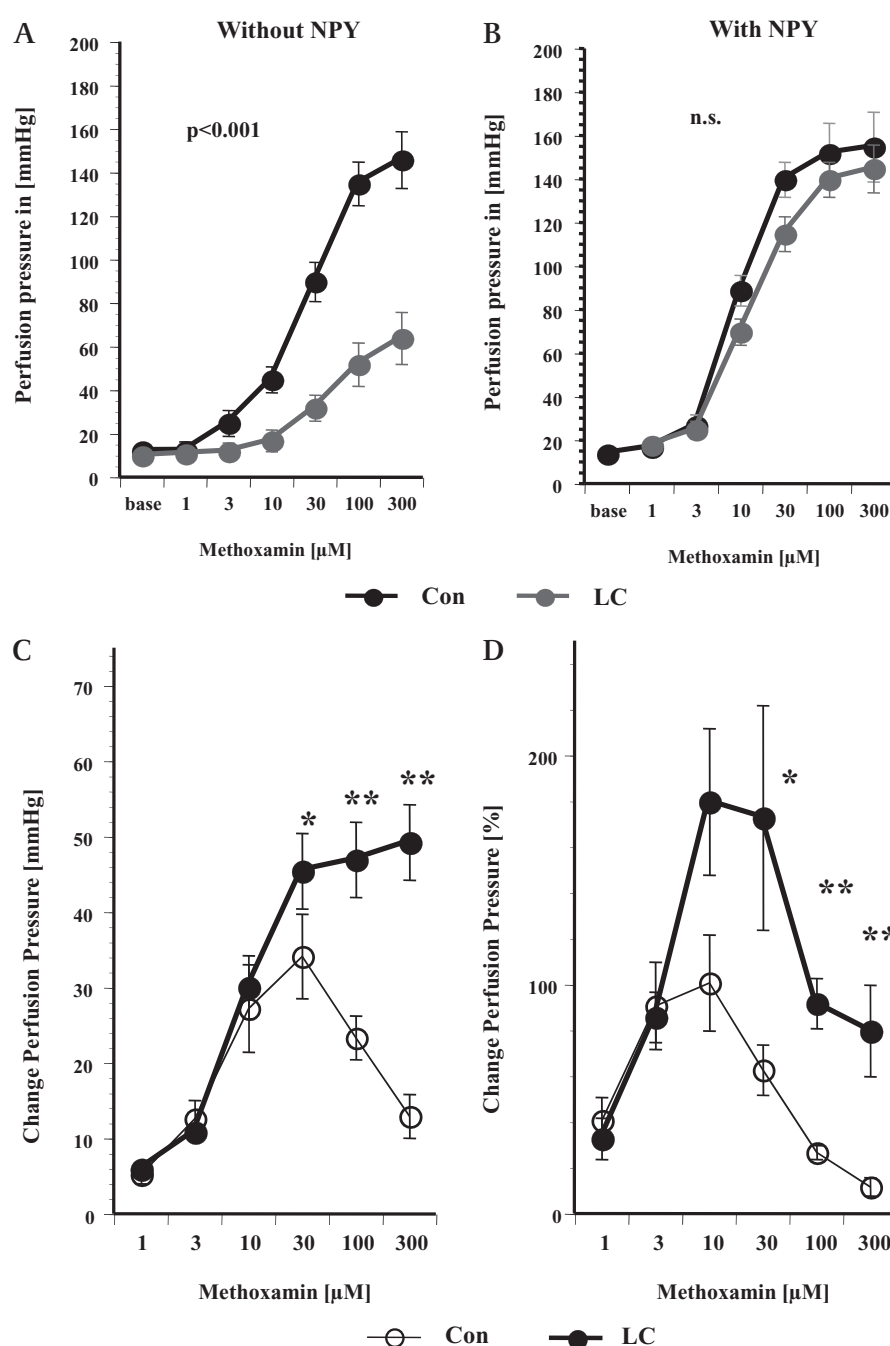 A
Without NPY
200
180
160
140
120
100
80
60
40
20
0
Perfusion pressure in [mmHg]
p<0.001
base 1 3 10 30 100 300
Methoxamin [µM]
B
With NPY
200
180
160
140
120
100
80
60
40
20
0
Perfusion pressure in [mmHg]
n.s.
base 1 3 10 30 100 300
Methoxamin [µM]
Con LC
C
70
60
50
40
30
20
10
0
Change Perfusion Pressure [mmHg]
* ** **
1 3 10 30 100 300
Methoxamin [µM]
D
200
100
0
Change Perfusion Pressure [%]
*
**
**
1 3 10 30 100 300
Methoxamin [µM]
Con LC